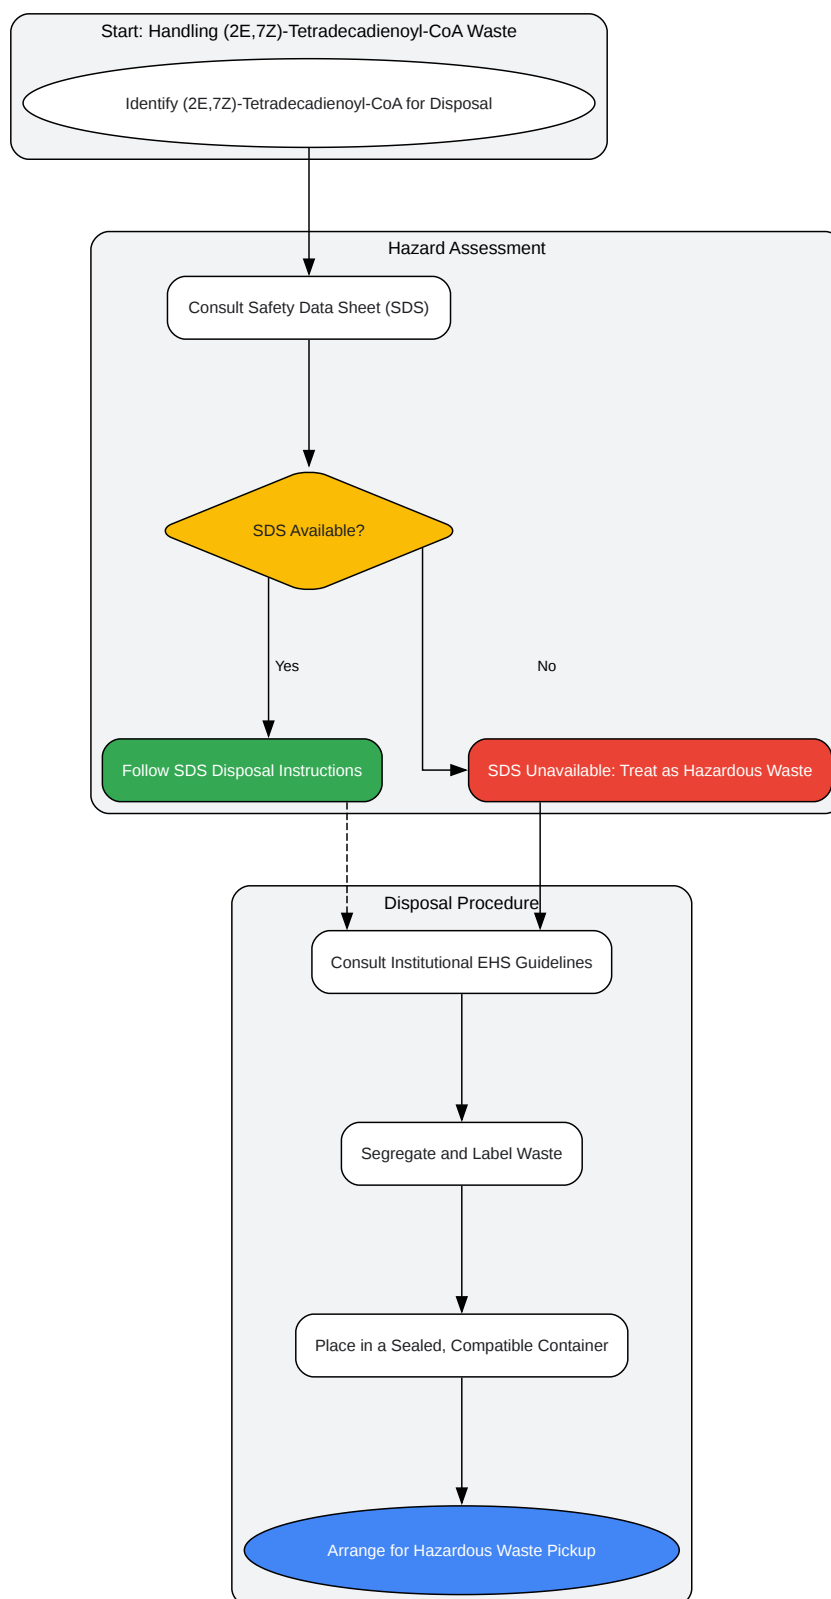 Start: Handling (2E,7Z)-Tetradecadienoyl-CoA Waste
Identify (2E,7Z)-Tetradecadienoyl-CoA for Disposal
Hazard Assessment
Consult Safety Data Sheet (SDS)
SDS Available?
Yes
No
Follow SDS Disposal Instructions
SDS Unavailable: Treat as Hazardous Waste
Disposal Procedure
Consult Institutional EHS Guidelines
Segregate and Label Waste
Place in a Sealed, Compatible Container
Arrange for Hazardous Waste Pickup